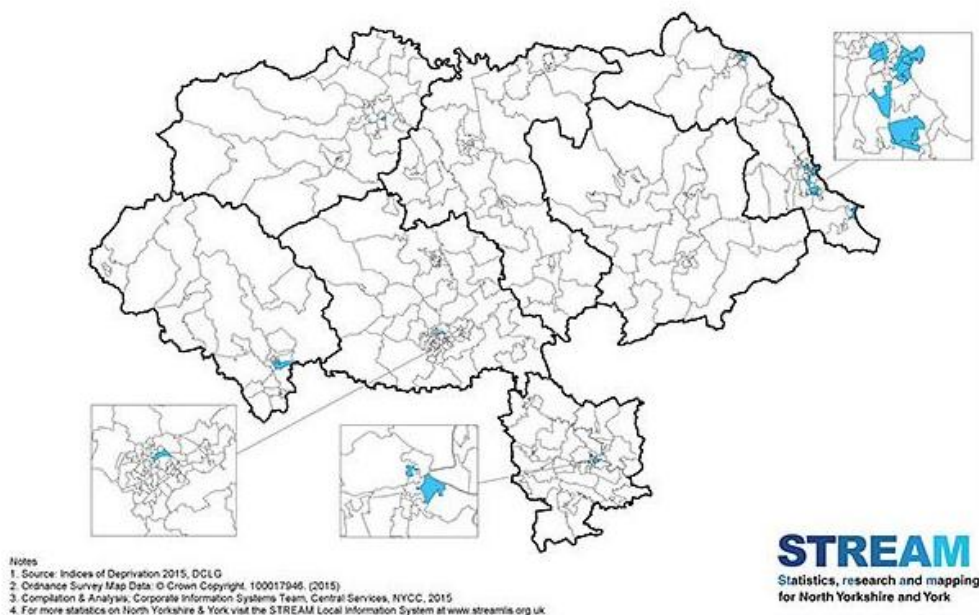 STREAM
Statistics, research and mapping
for North Yorkshire and York
Notes
1. Source: Indices of Deprivation 2015, DCLG
2. Ordnance Survey Map Data: © Crown Copyright, 100017946. (2015)
3. Compilation & Analysis; Corporate Information Systems Team, Central Services, NYCC, 2015
4. For more statistics on North Yorkshire & York visit the STREAM Local Information System at www.streamlis.org.uk